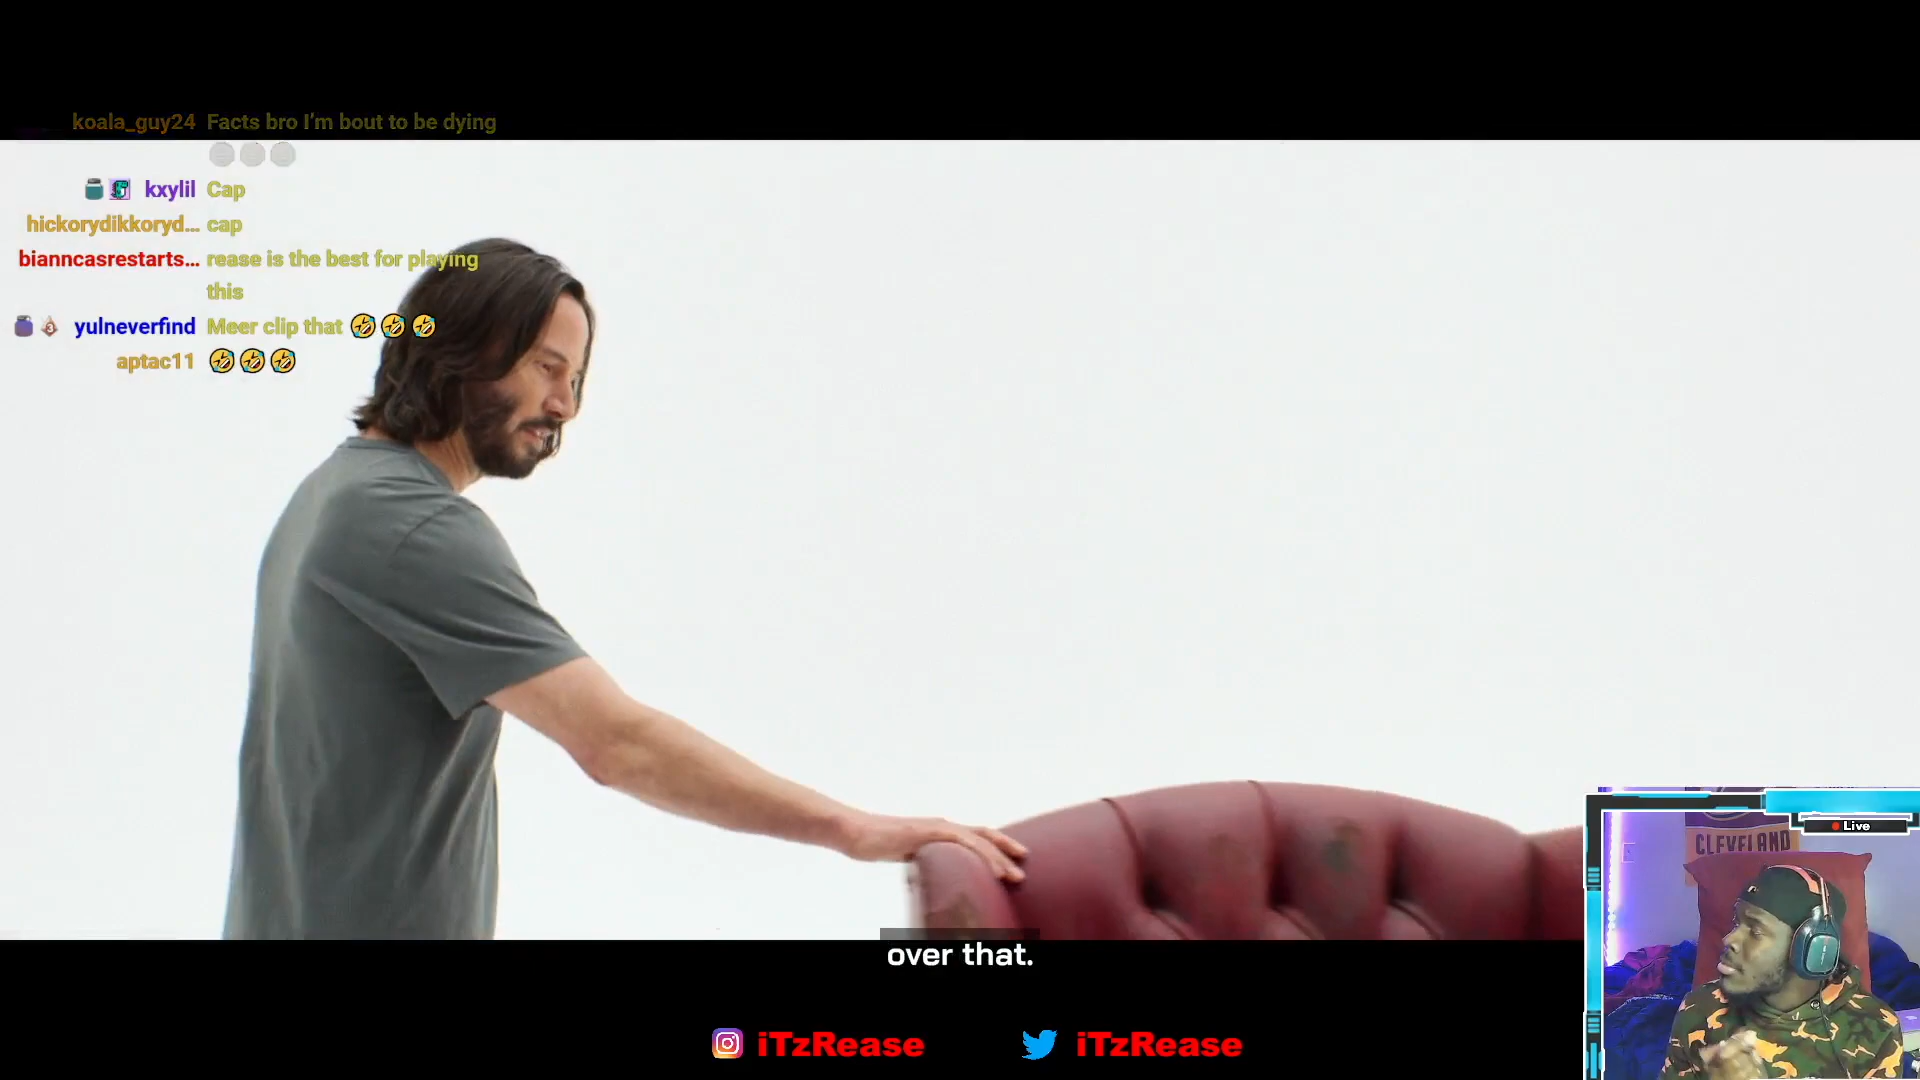 koala_guy24 Facts bro I'm bout to be dying
kxylil Cap
hickorydikkoryd... cap
bianncasrestarts... rease is the best for playing
this
yulneverfind Meer clip that 🤣🤣🤣
aptac11 🤣🤣🤣
Live
CLEVELAND
over that.
iTzRease iTzRease